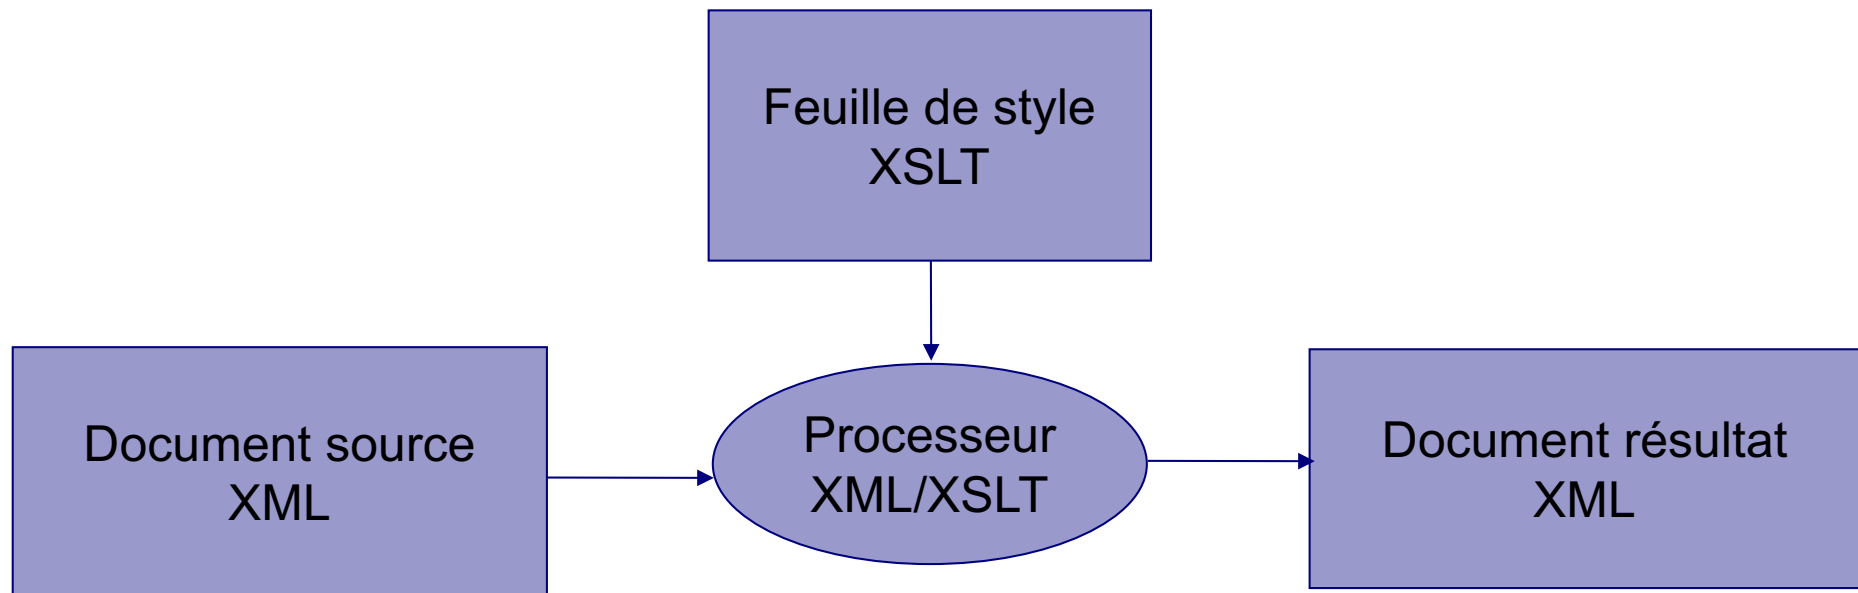 Feuille de style
XSLT
Document source
XML
Processeur
XML/XSLT
Document résultat
XML